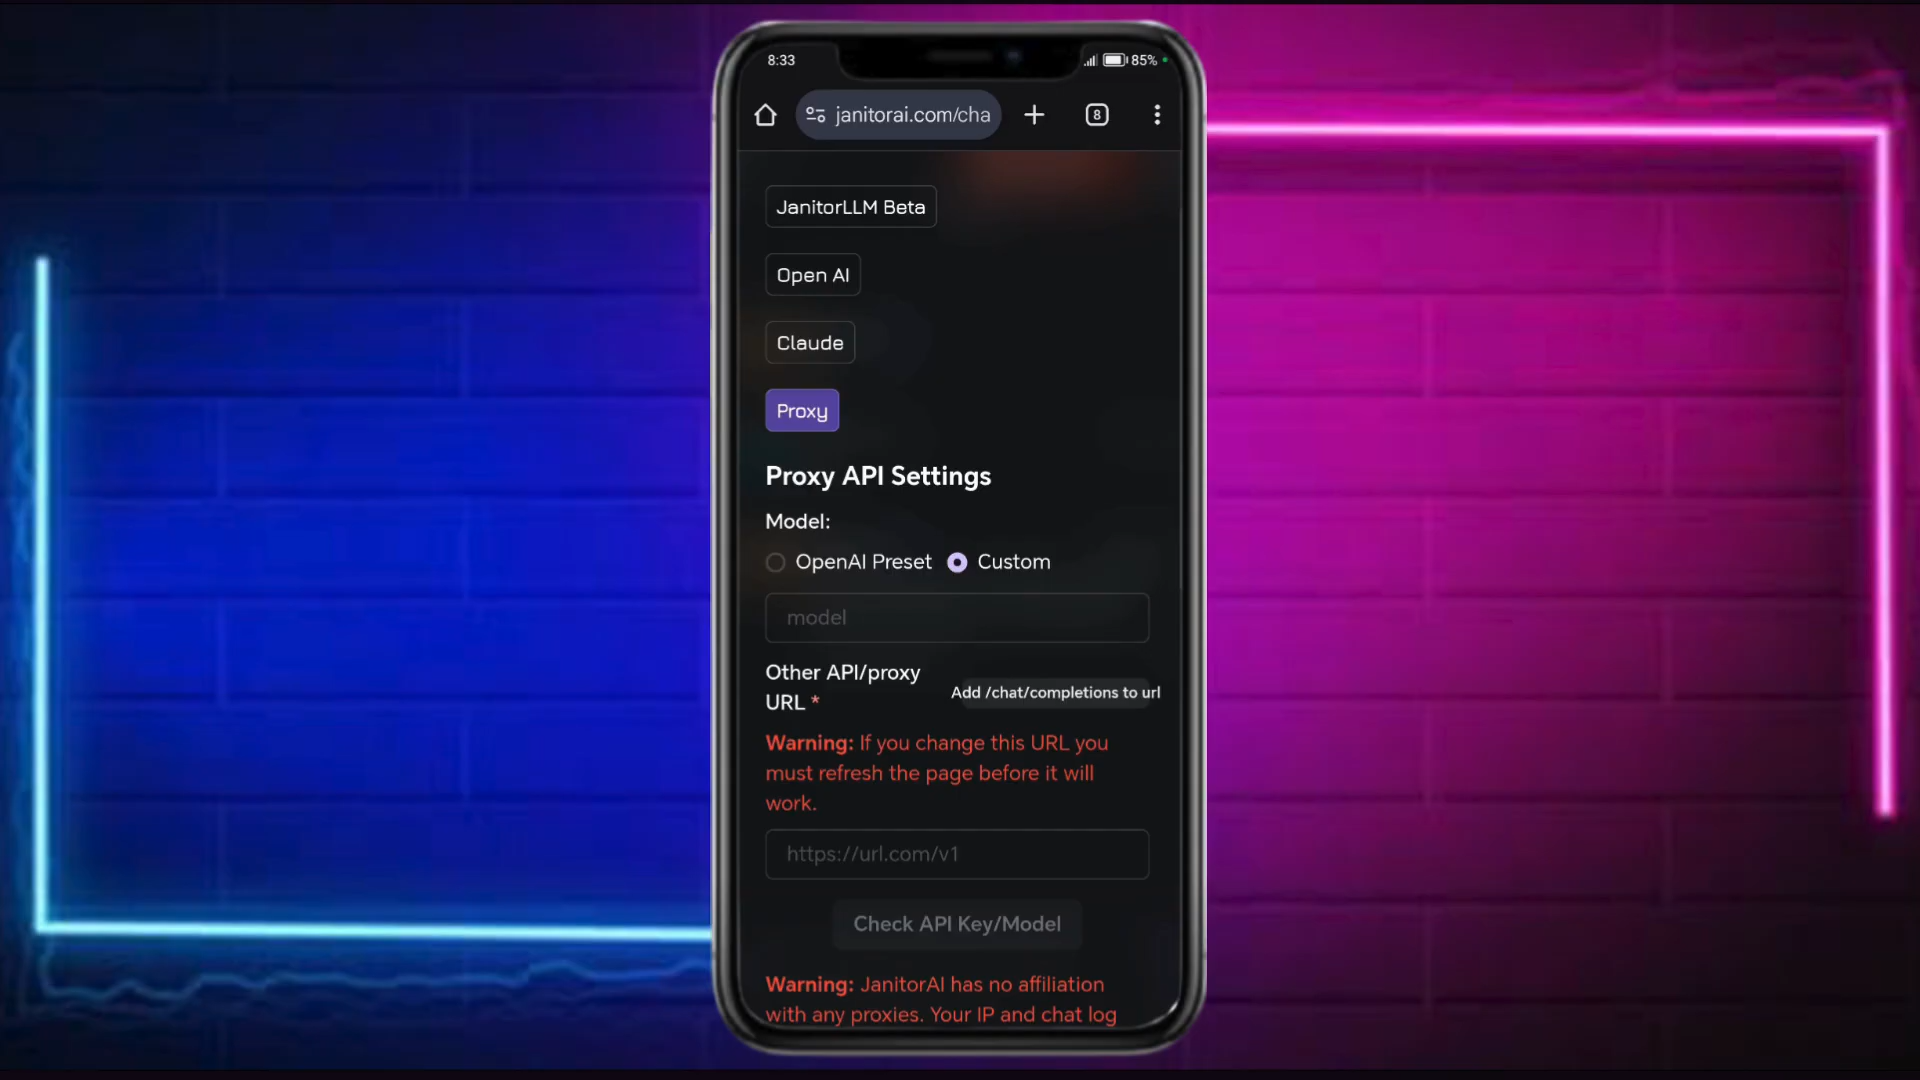 8:33
85%
janitorai.com/cha
8
JanitorLLM Beta
Open AI
Claude
Proxy
Proxy API Settings
Model:
OpenAI Preset
Custom
model
Other API/proxy
URL *
Add /chat/completions to url
Warning: If you change this URL you
must refresh the page before it will
work.
https://url.com/v1
Check API Key/Model
Warning: JanitorAI has no affiliation
with any proxies. Your IP and chat log